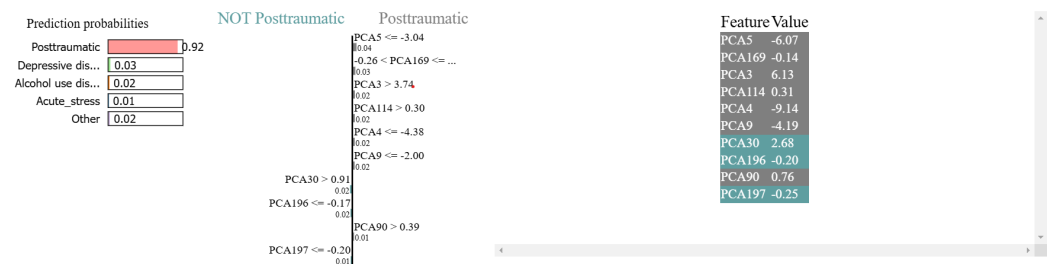 Prediction probabilities
Posttraumatic 0.92
Depressive dis... 0.03
Alcohol use dis... 0.02
Acute_stress 0.01
Other 0.02
NOT Posttraumatic Posttraumatic
PCA5 <= -3.04
0.04
-0.26 < PCA169 <= ...
0.03
PCA3 > 3.74
0.02
PCA114 > 0.30
0.02
PCA4 <= -4.38
0.02
PCA9 <= -2.00
0.02
PCA30 > 0.91
0.02
PCA196 <= -0.17
0.02
PCA90 > 0.39
0.01
PCA197 <= -0.20
0.01
Feature Value
PCA5 -6.07
PCA169 -0.14
PCA3 6.13
PCA114 0.31
PCA4 -9.14
PCA9 -4.19
PCA30 2.68
PCA196 -0.20
PCA90 0.76
PCA197 -0.25